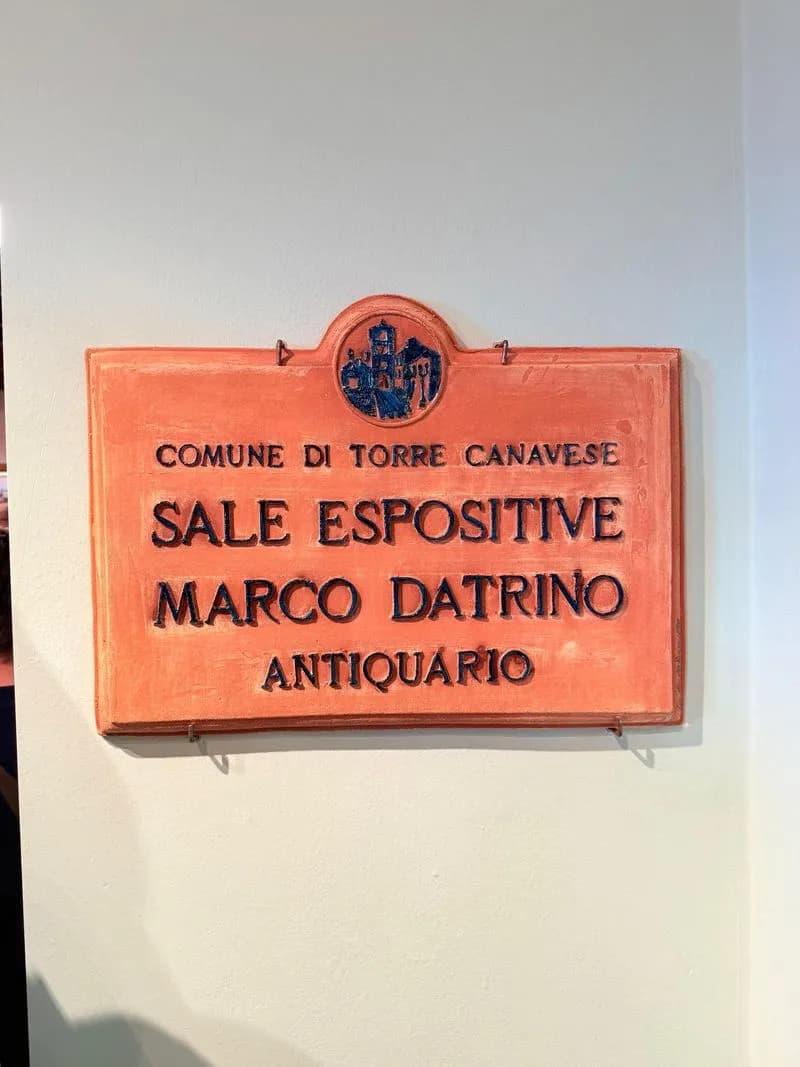 COMUNE DI TORRE CANAVESE
SALE ESPOSITIVE
MARCO DATRINO
ANTIQUARIO